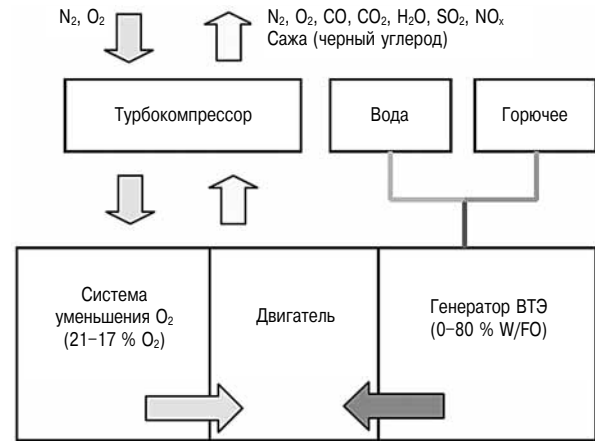 N₂, O₂
N₂, O₂, CO, CO₂, H₂O, SO₂, NOₓ
Сажа (черный углерод)
Турбокомпрессор
Вода
Горючее
Система
уменьшения O₂
(21−17 % O₂)
Двигатель
Генератор ВТЭ
(0−80 % W/FO)